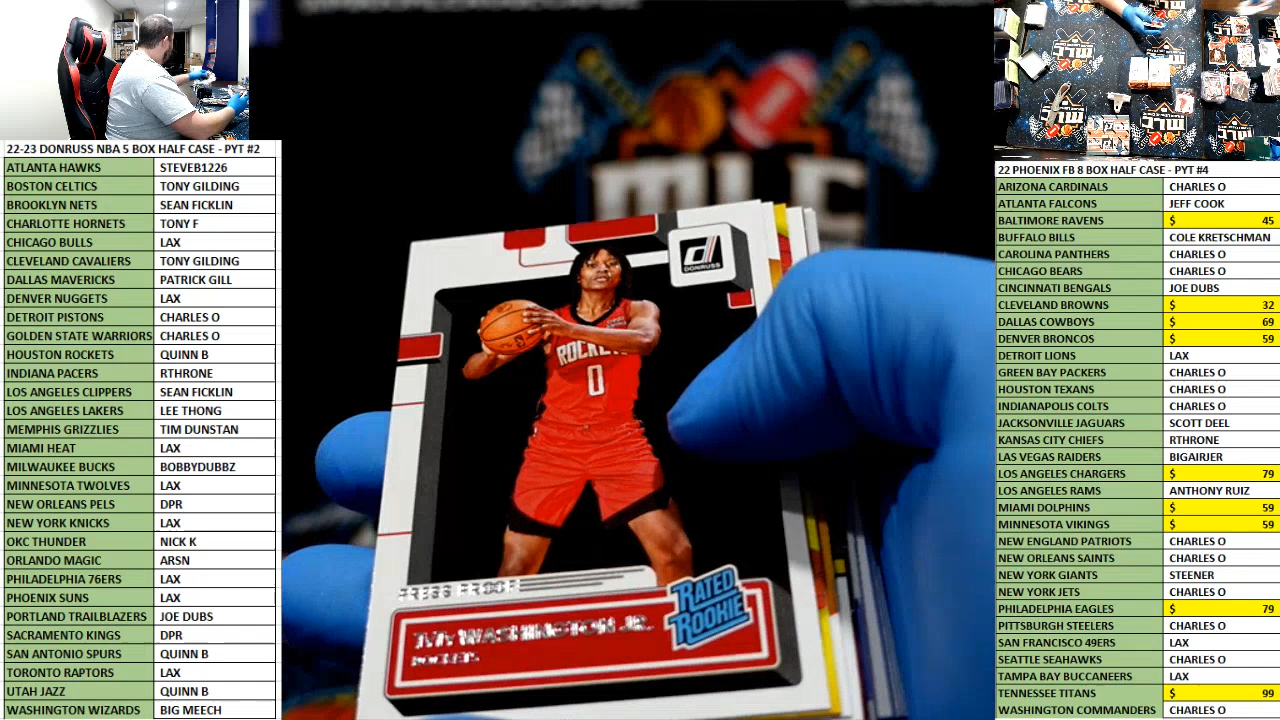 22-23 DONRUSS NBA 5 BOX HALF CASE - PYT #2
ATLANTA HAWKS STEVEB1226
BOSTON CELTICS TONY GILDING
BROOKLYN NETS SEAN FICKLIN
CHARLOTTE HORNETS TONY F
CHICAGO BULLS LAX
CLEVELAND CAVALIERS TONY GILDING
DALLAS MAVERICKS PATRICK GILL
DENVER NUGGETS LAX
DETROIT PISTONS CHARLES O
GOLDEN STATE WARRIORS CHARLES O
HOUSTON ROCKETS QUINN B
INDIANA PACERS RTHRONE
LOS ANGELES CLIPPERS SEAN FICKLIN
LOS ANGELES LAKERS LEE THONG
MEMPHIS GRIZZLIES TIM DUNSTAN
MIAMI HEAT LAX
MILWAUKEE BUCKS BOBBYDUBBZ
MINNESOTA TWOLVES LAX
NEW ORLEANS PELS DPR
NEW YORK KNICKS LAX
OKC THUNDER NICK K
ORLANDO MAGIC ARSN
PHILADELPHIA 76ERS LAX
PHOENIX SUNS LAX
PORTLAND TRAILBLAZERS JOE DUBS
SACRAMENTO KINGS DPR
SAN ANTONIO SPURS QUINN B
TORONTO RAPTORS LAX
UTAH JAZZ QUINN B
WASHINGTON WIZARDS BIG MEECH
DONRUSS
ROCKETS
0
PRESS PROOF
TYTY WASHINGTON JR.
ROCKETS
RATED
ROOKIE
22 PHOENIX FB 8 BOX HALF CASE - PYT #4
ARIZONA CARDINALS CHARLES O
ATLANTA FALCONS JEFF COOK
BALTIMORE RAVENS $ 45
BUFFALO BILLS COLE KRETSCHMAN
CAROLINA PANTHERS CHARLES O
CHICAGO BEARS CHARLES O
CINCINNATI BENGALS JOE DUBS
CLEVELAND BROWNS $ 32
DALLAS COWBOYS $ 69
DENVER BRONCOS $ 59
DETROIT LIONS LAX
GREEN BAY PACKERS CHARLES O
HOUSTON TEXANS CHARLES O
INDIANAPOLIS COLTS CHARLES O
JACKSONVILLE JAGUARS SCOTT DEEL
KANSAS CITY CHIEFS RTHRONE
LAS VEGAS RAIDERS BIGAIRJER
LOS ANGELES CHARGERS $ 79
LOS ANGELES RAMS ANTHONY RUIZ
MIAMI DOLPHINS $ 59
MINNESOTA VIKINGS $ 59
NEW ENGLAND PATRIOTS CHARLES O
NEW ORLEANS SAINTS CHARLES O
NEW YORK GIANTS STEENER
NEW YORK JETS CHARLES O
PHILADELPHIA EAGLES $ 79
PITTSBURGH STEELERS CHARLES O
SAN FRANCISCO 49ERS LAX
SEATTLE SEAHAWKS CHARLES O
TAMPA BAY BUCCANEERS LAX
TENNESSEE TITANS $ 99
WASHINGTON COMMANDERS CHARLES O